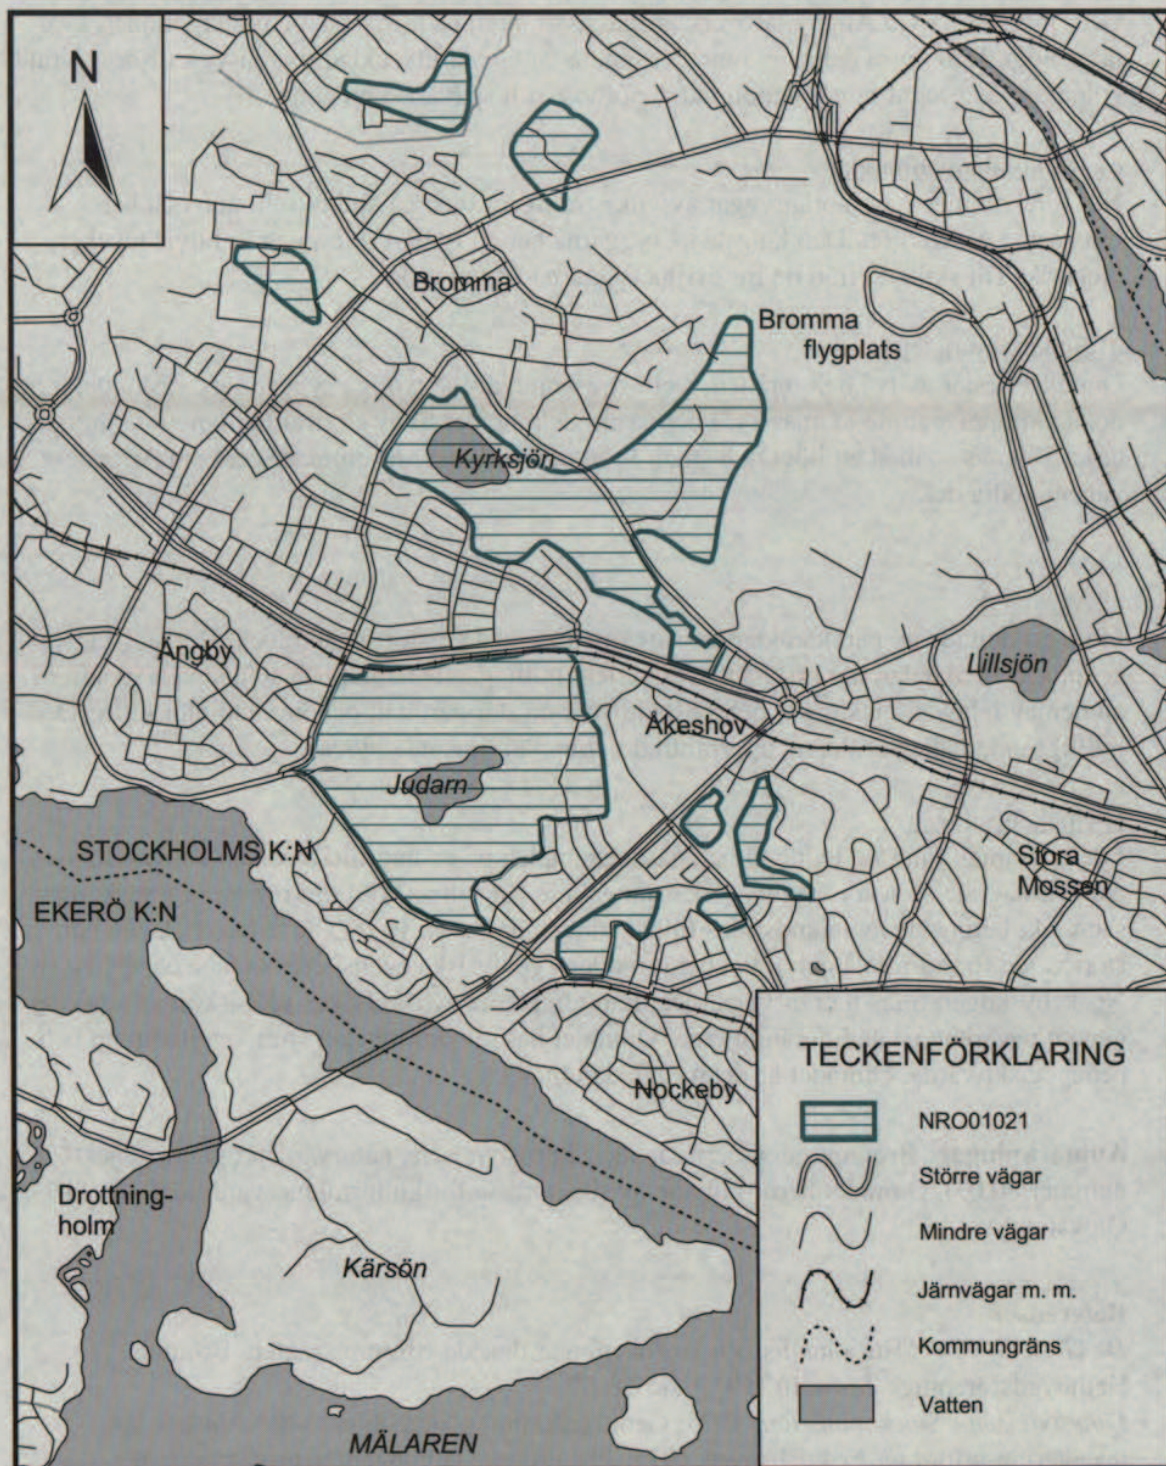 N
Bromma
Bromma
flygplats
Kyrksjön
Ängby
Lillsjön
Åkeshov
Judarn
STOCKHOLMS K:N
EKERÖ K:N
Stora
Mossen
Nockeby
Drottning-
holm
Kärsön
MÄLAREN
TECKENFÖRKLARING
NRO01021
Större vägar
Mindre vägar
Järnvägar m. m.
Kommungräns
Vatten